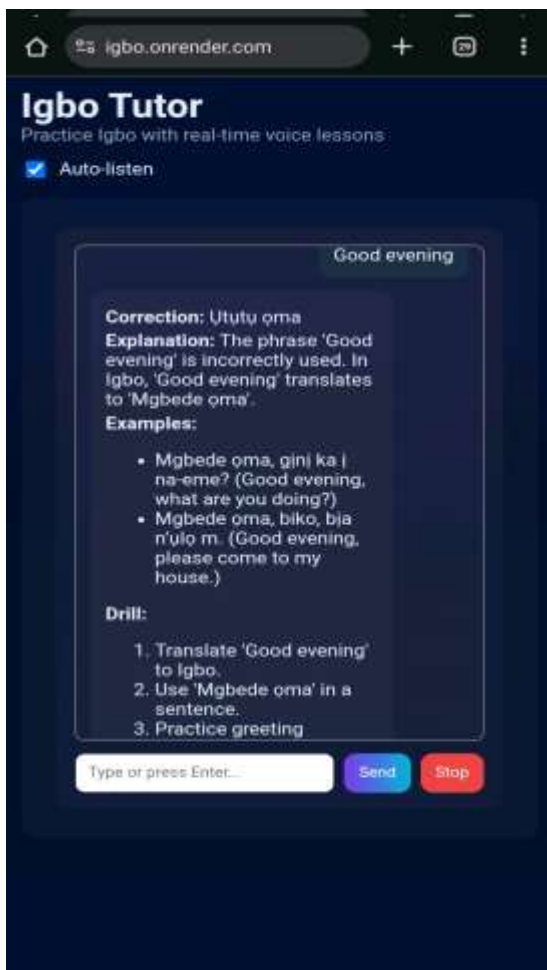 igbo.onrender.com
29
Igbo Tutor
Practice Igbo with real-time voice lessons
Auto-listen
Good evening
Correction: Ụtụtụ ọma
Explanation: The phrase 'Good
evening' is incorrectly used. In
Igbo, 'Good evening' translates
to 'Mgbede ọma'.
Examples:
• Mgbede ọma, gịnị ka ị
na-eme? (Good evening,
what are you doing?)
• Mgbede ọma, biko, bịa
n'ụlọ m. (Good evening,
please come to my
house.)
Drill:
1. Translate 'Good evening'
to Igbo.
2. Use 'Mgbede ọma' in a
sentence.
3. Practice greeting
Type or press Enter...
Send
Stop